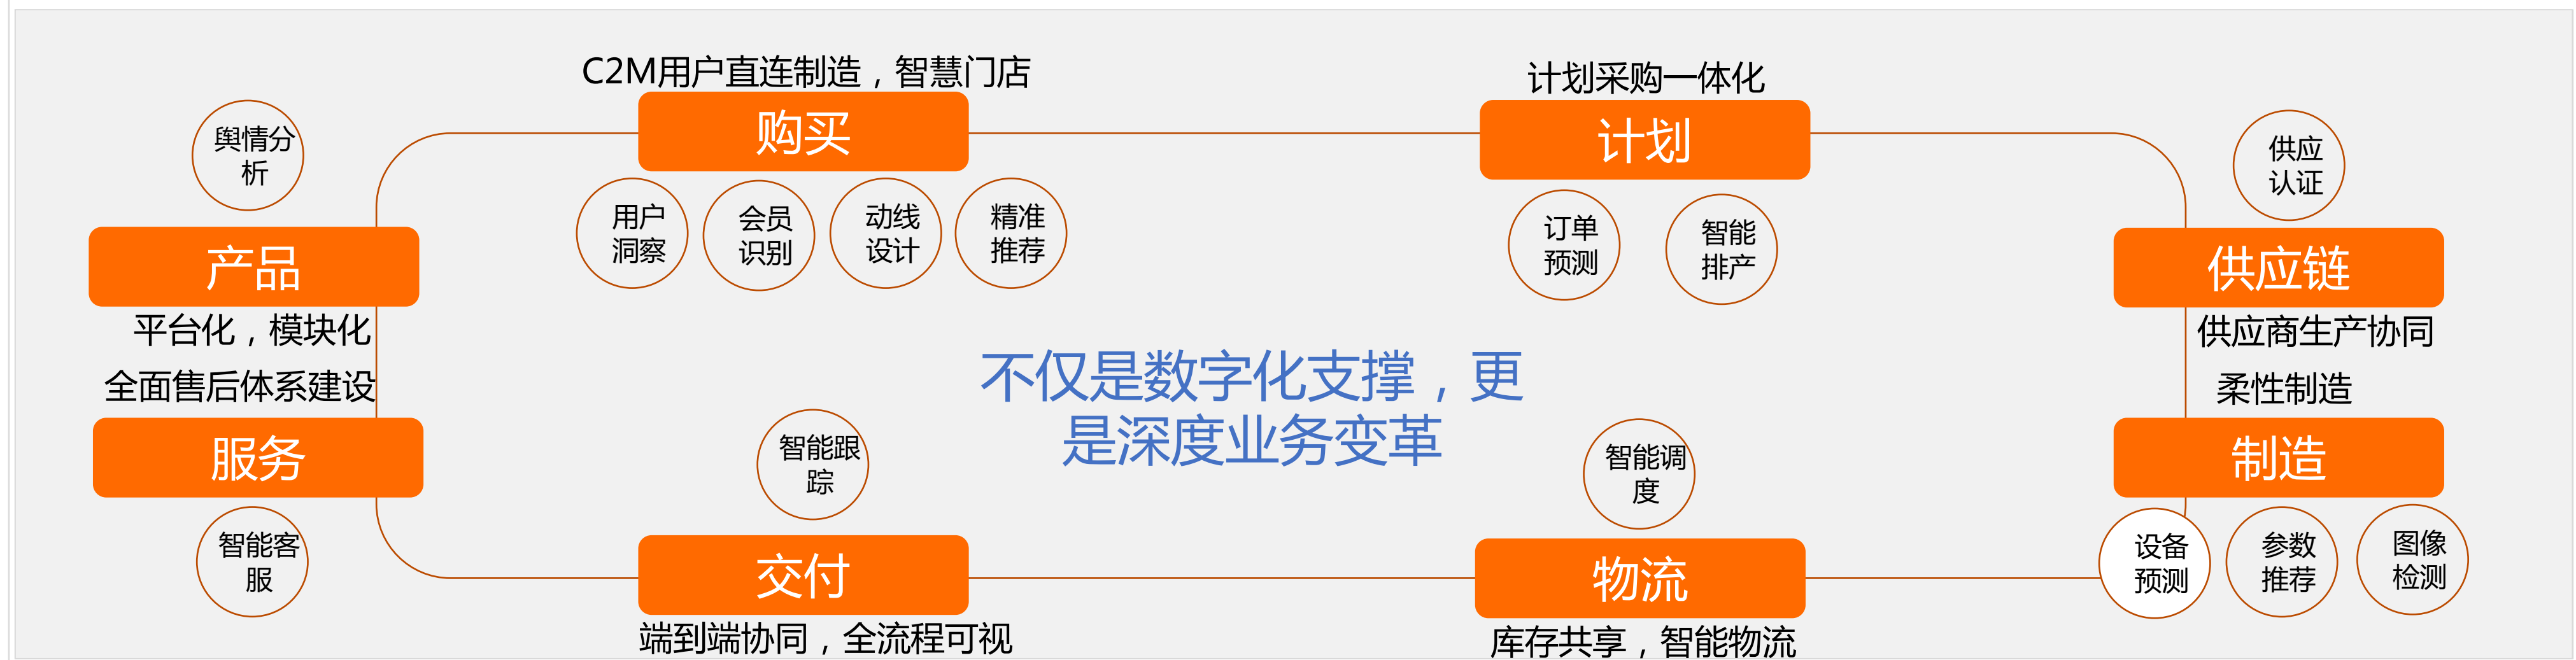 C2M用户直连制造，智慧门店
购买
用户
洞察
会员
识别
动线
设计
精准
推荐
计划采购一体化
计划
订单
预测
智能
排产
舆情分
析
产品
平台化，模块化
供应
认证
供应链
供应商生产协同
不仅是数字化支撑，更
是深度业务变革
全面售后体系建设
服务
智能客
服
智能跟
踪
交付
端到端协同，全流程可视
智能调
度
物流
库存共享，智能物流
柔性制造
制造
设备
预测
参数
推荐
图像
检测